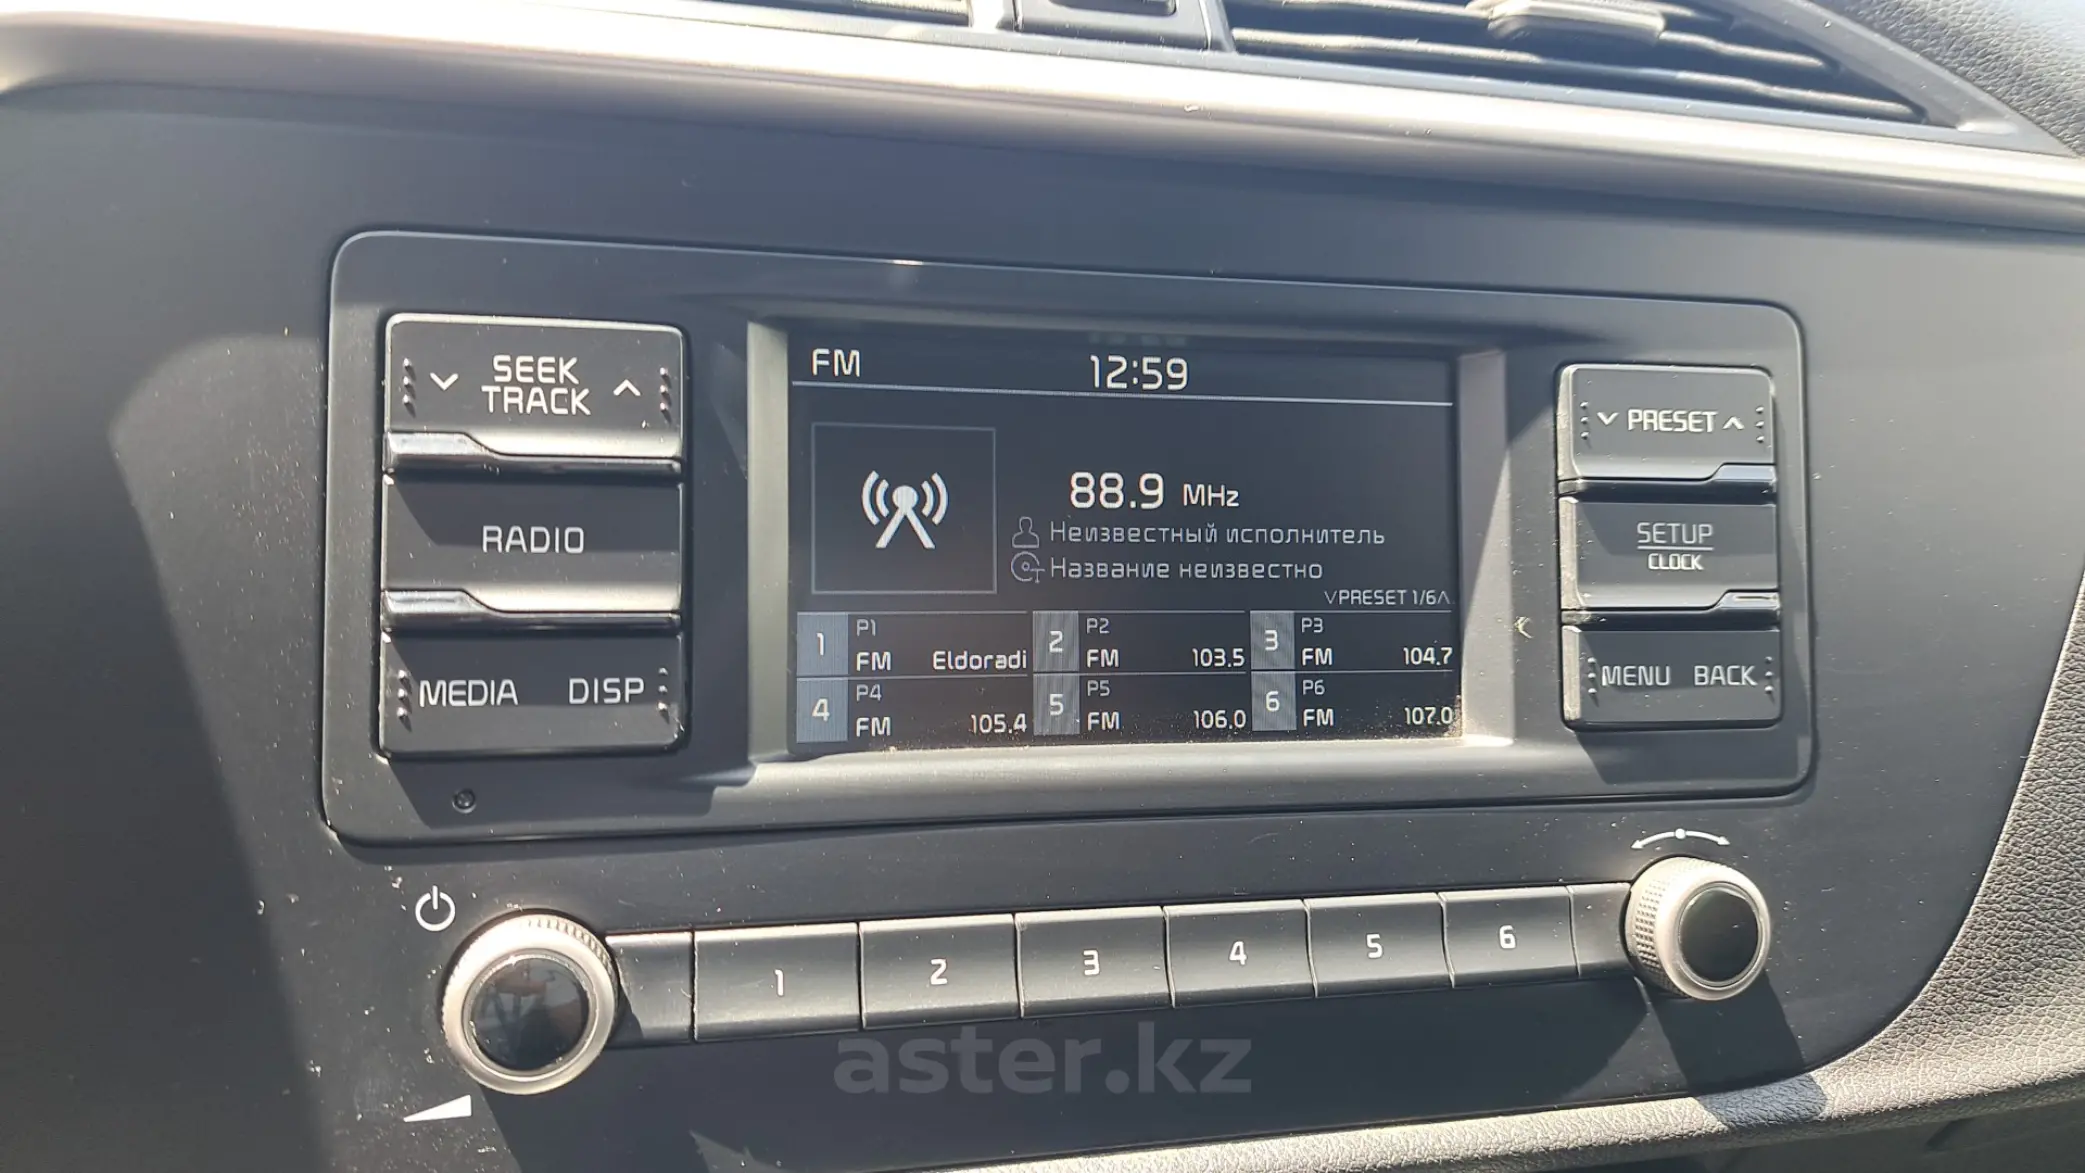 SEEK
TRACK
RADIO
MEDIA DISP
FM 12:59
88.9 MHz
Неизвестный исполнитель
Название неизвестно
PRESET 1/6
1 P1 FM Eldoradi
2 P2 FM 103.5
3 P3 FM 104.7
4 P4 FM 105.4
5 P5 FM 106.0
6 P6 FM 107.0
PRESET
SETUP
CLOCK
MENU BACK
1 2 3 4 5 6
aster.kz